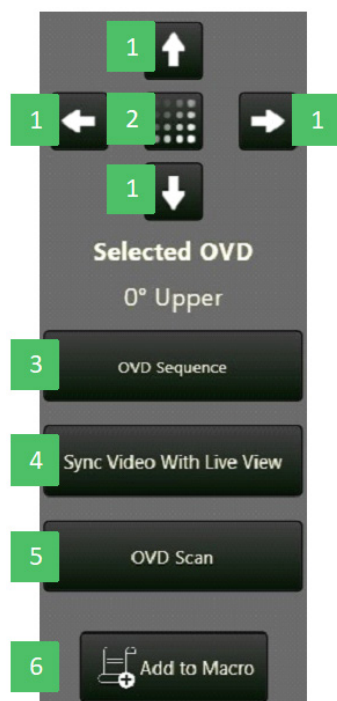 1
1
2
1
1
Selected OVD
0° Upper
3
OVD Sequence
4
Sync Video With Live View
5
OVD Scan
6
Add to Macro